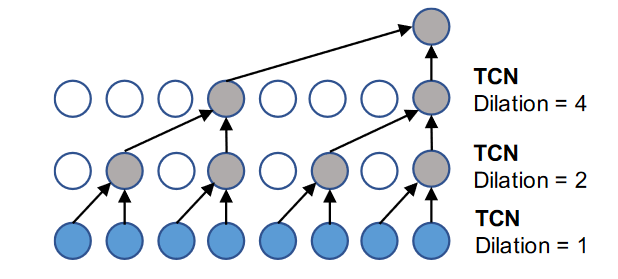 TCN
Dilation = 4
TCN
Dilation = 2
TCN
Dilation = 1